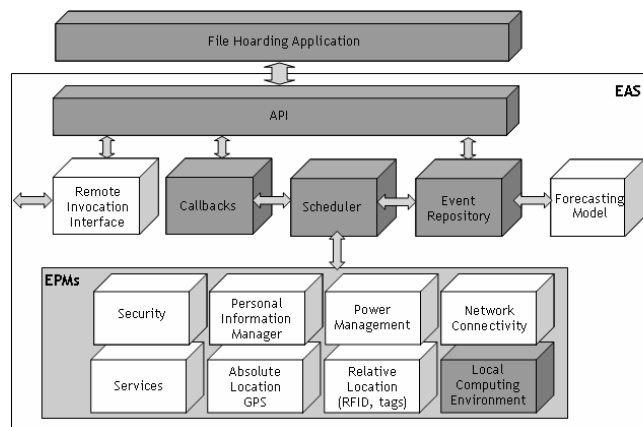 File Hoarding Application
EAS
API
Remote
Invocation
Interface
Callbacks
Scheduler
Event
Repository
Forecasting
Model
EPMs
Security
Personal
Information
Manager
Power
Management
Network
Connectivity
Services
Absolute
Location
GPS
Relative
Location
(RFID, tags)
Local
Computing
Environment